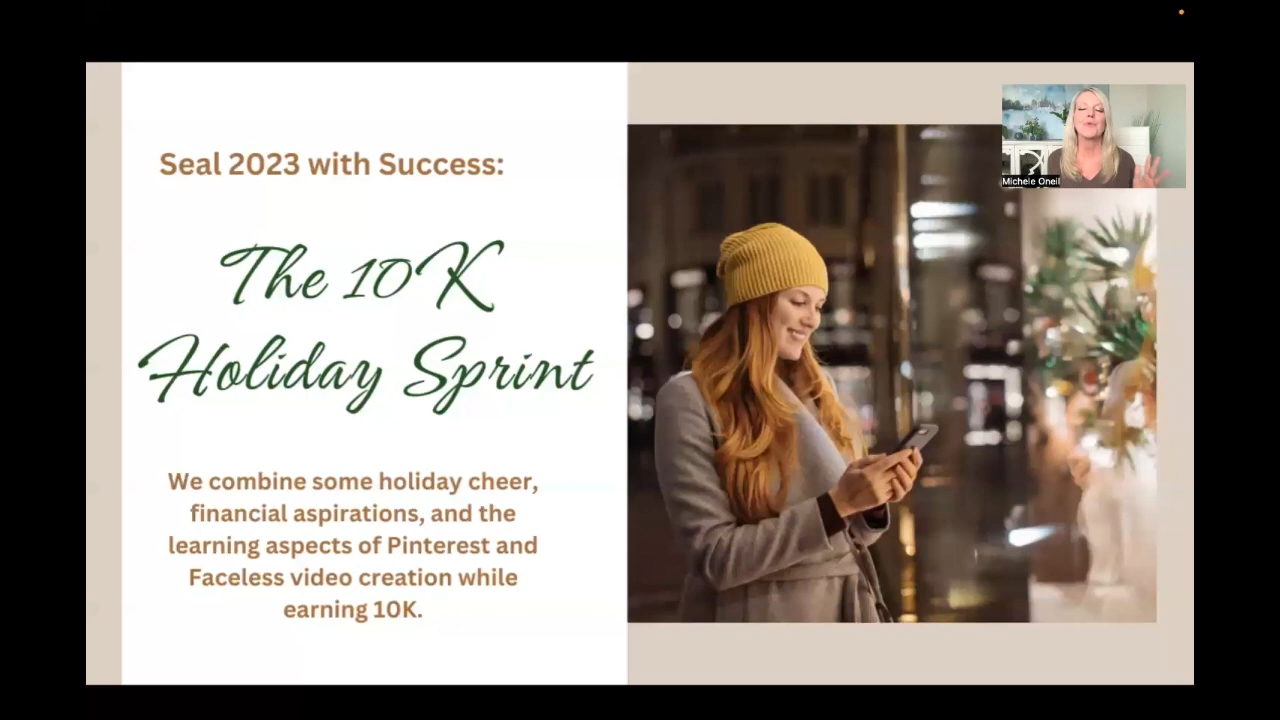 Seal 2023 with Success:
The 10K
Holiday Sprint
We combine some holiday cheer,
financial aspirations, and the
learning aspects of Pinterest and
Faceless video creation while
earning 10K.
Michele Oneil